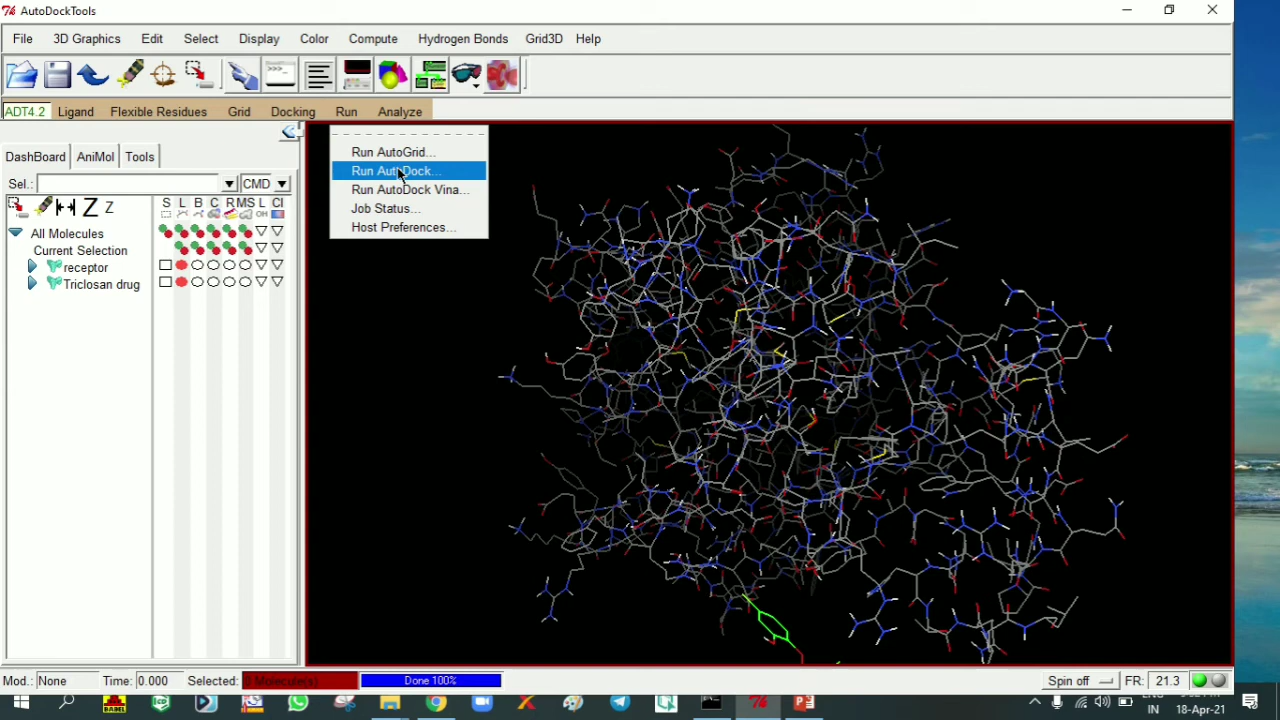 AutoDockTools
File 3D Graphics Edit Select Display Color Compute Hydrogen Bonds Grid3D Help
>>>_
ADT4.2 Ligand Flexible Residues Grid Docking Run Analyze
Run AutoGrid...
Run AutoDock...
Run AutoDock Vina...
Job Status...
Host Preferences...
DashBoard AniMol Tools
Sel.: CMD
Z Z S L B C R MS L Cl
All Molecules
Current Selection
receptor
Triclosan drug
Mod.: None Time: 0.000 Selected: 0 Molecule(s) Done 100% Spin off FR: 21.3
BABEL
IN 18-Apr-21